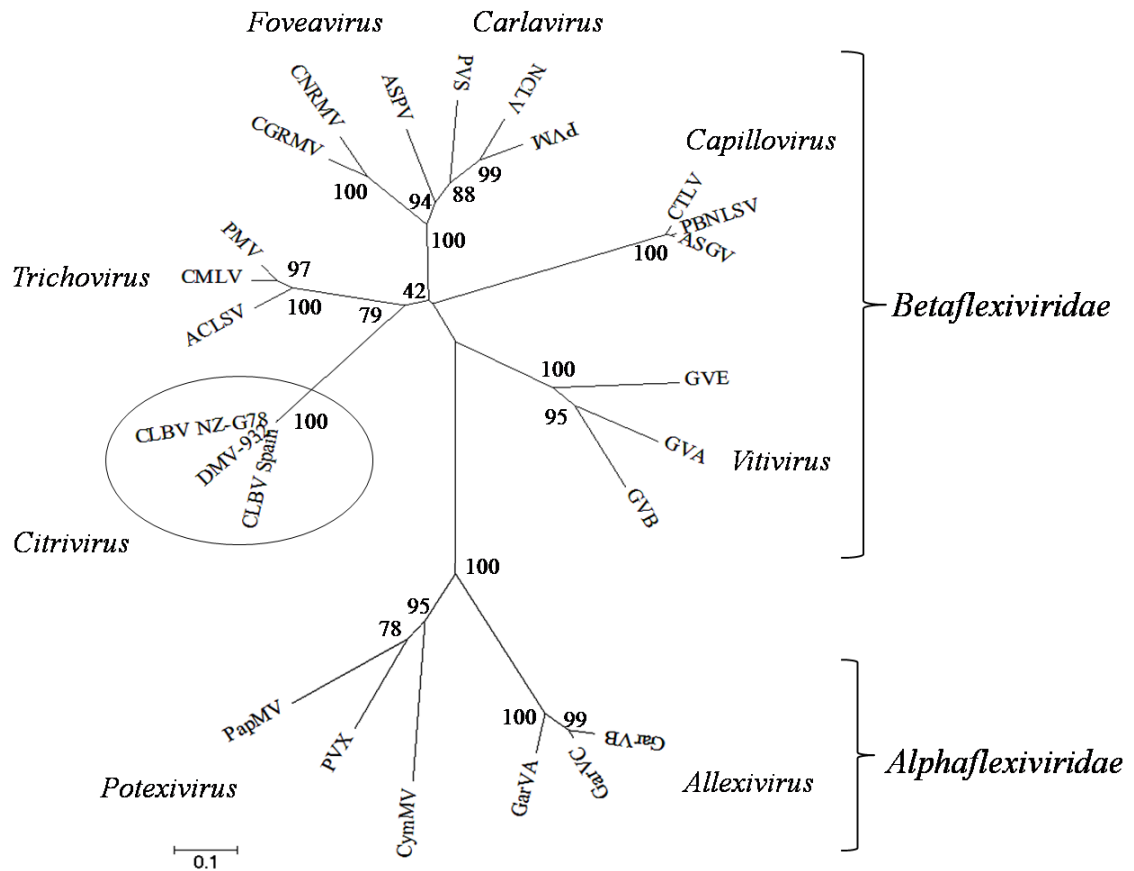 Foveavirus
Carlavirus
CNRMV
ASPV
PVS
NCLV
PVM
CGRMV
Capillovirus
CTLV
PBNLSV
ASGV
100
94
88
99
100
100
PMV
Trichovirus
CMLV
97
ACLSV
100
42
79
Betaflexiviridae
100
GVE
95
GVA
Vitivirus
GVB
CLBV NZ-G78
100
DMV-932
CLBV Spain
Citrivirus
100
95
78
PapMV
PVX
CymMV
Potexivirus
100
99
GarVB
GarVC
GarVA
Allexivirus
Alphaflexiviridae
0.1